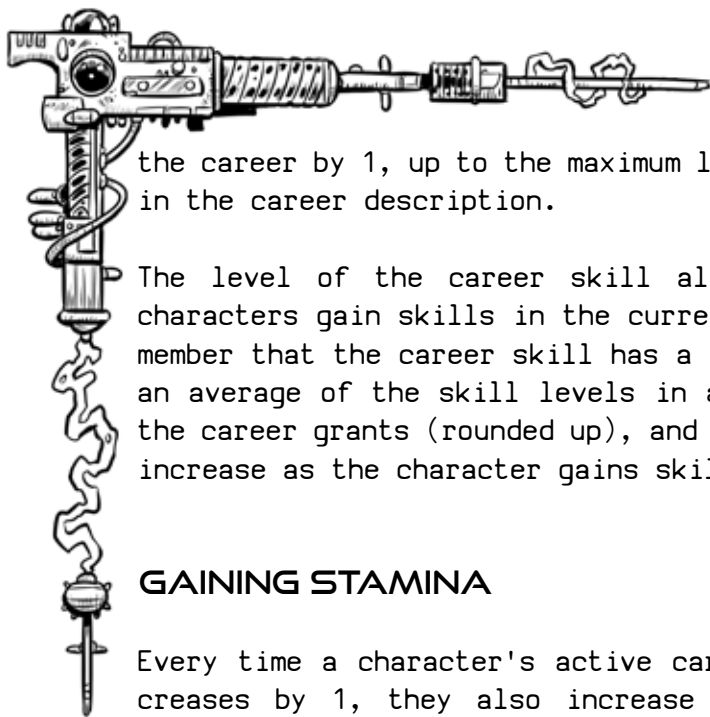 the career by 1, up to the maximum l
in the career description.
The level of the career skill al
characters gain skills in the curre
member that the career skill has a
an average of the skill levels in a
the career grants (rounded up), and
increase as the character gains skil
GAINING STAMINA
Every time a character's active car
creases by 1, they also increase